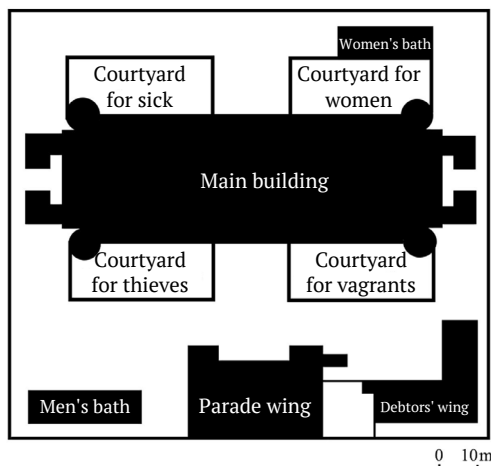 Women's bath
Courtyard
for sick
Courtyard for
women
Main building
Courtyard
for thieves
Courtyard
for vagrants
Men's bath
Parade wing
Debtors' wing
0 10m